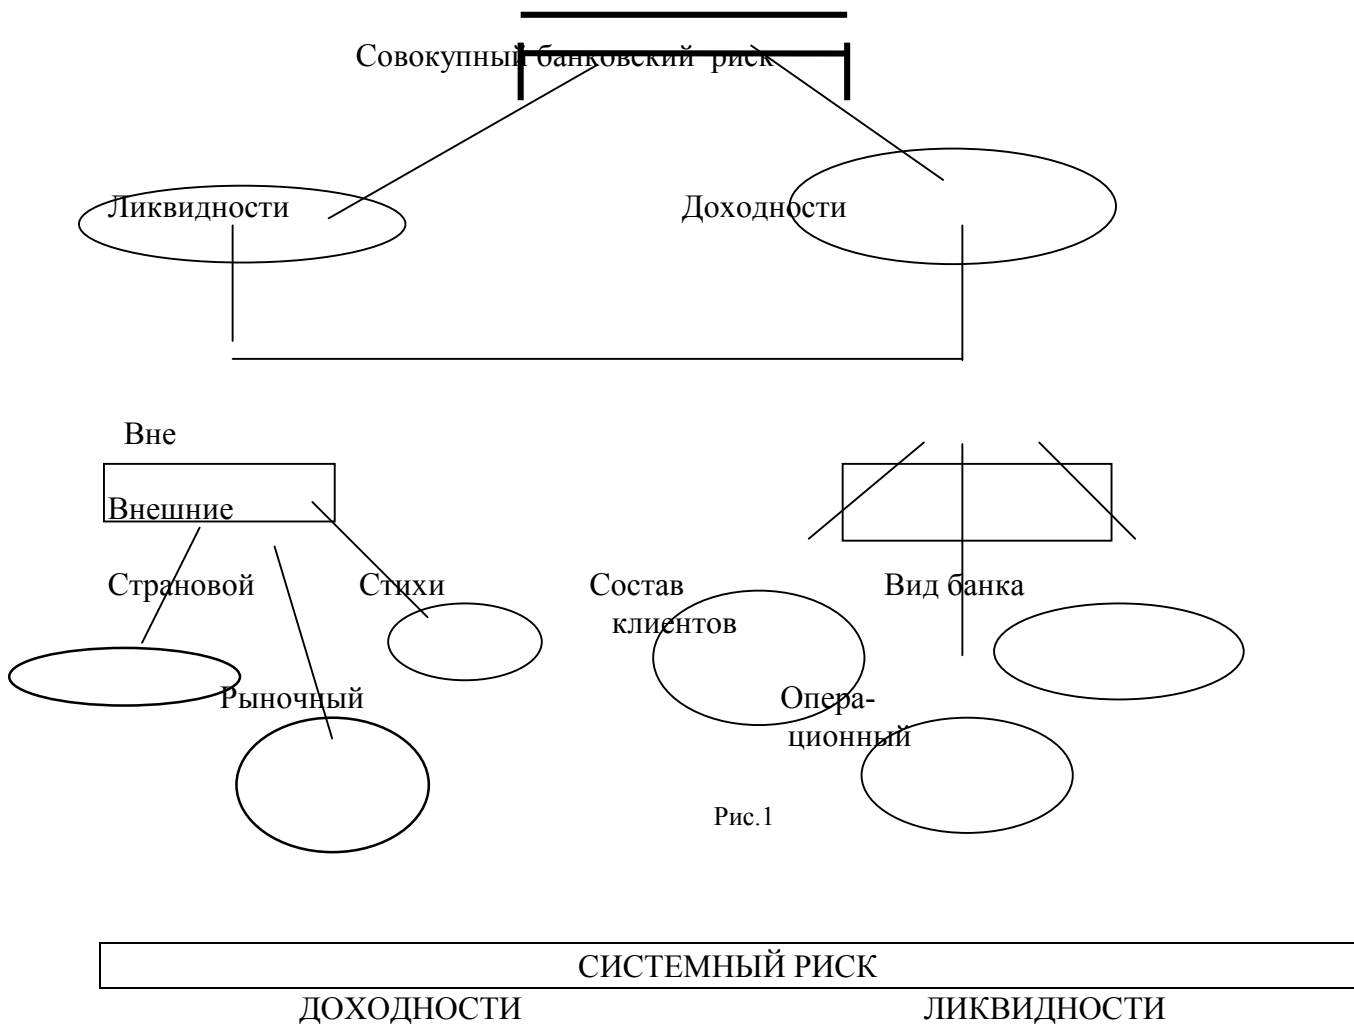 Совокупный банковский риск
Ликвидности Доходности
Вне
Внешние
Страновой Стихи Состав Вид банка
клиентов
Рыночный Опера-
ционный
Рис.1
СИСТЕМНЫЙ РИСК
ДОХОДНОСТИ ЛИКВИДНОСТИ